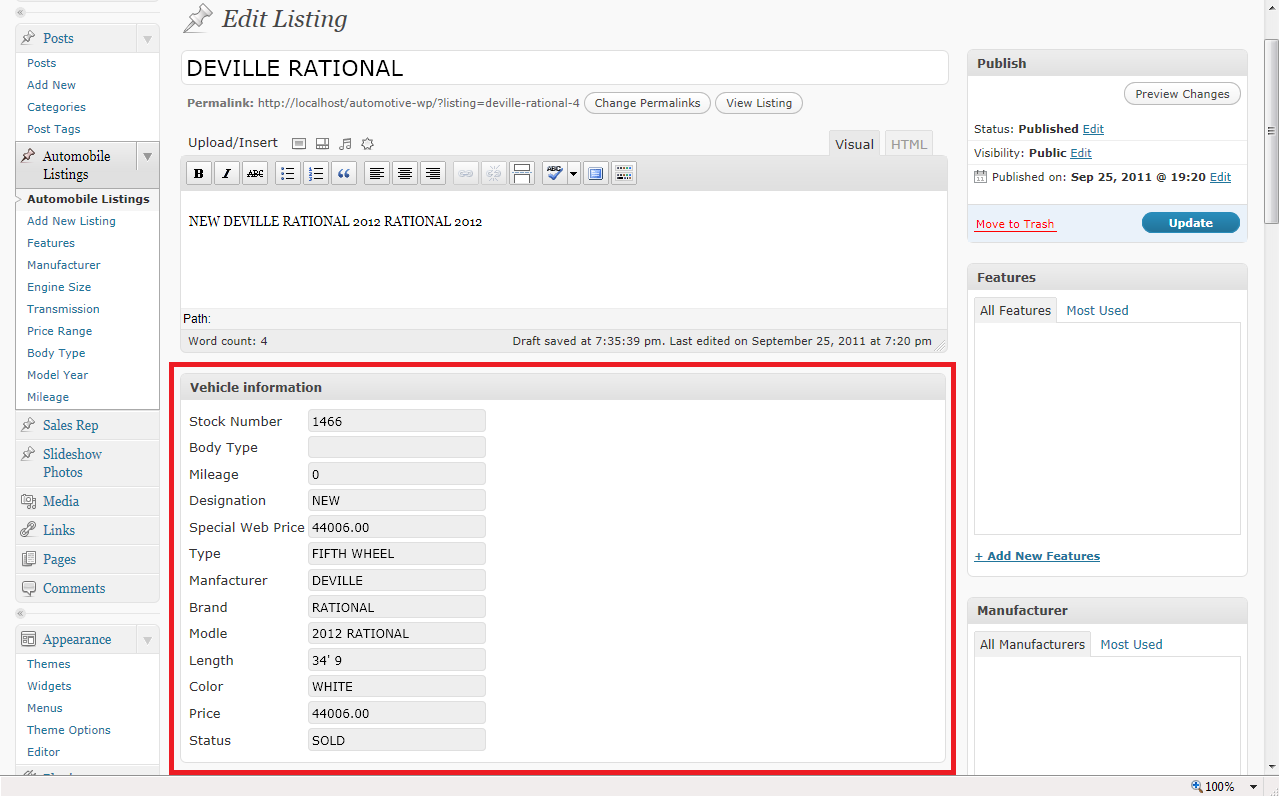 Edit Listing
Posts
Posts
Add New
Categories
Post Tags
Automobile
Listings
Automobile Listings
Add New Listing
Features
Manufacturer
Engine Size
Transmission
Price Range
Body Type
Model Year
Mileage
Sales Rep
Slideshow
Photos
Media
Links
Pages
Comments
Appearance
Themes
Widgets
Menus
Theme Options
Editor
DEVILLE RATIONAL
Permalink: http://localhost/automotive-wp/?listing=deville-rational-4 Change Permalinks View Listing
Upload/Insert Visual HTML
B I ABC ABC
NEW DEVILLE RATIONAL 2012 RATIONAL 2012
Path:
Word count: 4 Draft saved at 7:35:39 pm. Last edited on September 25, 2011 at 7:20 pm
Vehicle information
Stock Number 1466
Body Type
Mileage 0
Designation NEW
Special Web Price 44006.00
Type FIFTH WHEEL
Manfacturer DEVILLE
Brand RATIONAL
Modle 2012 RATIONAL
Length 34' 9
Color WHITE
Price 44006.00
Status SOLD
Publish
Preview Changes
Status: Published Edit
Visibility: Public Edit
Published on: Sep 25, 2011 @ 19:20 Edit
Move to Trash Update
Features
All Features Most Used
+ Add New Features
Manufacturer
All Manufacturers Most Used
100%